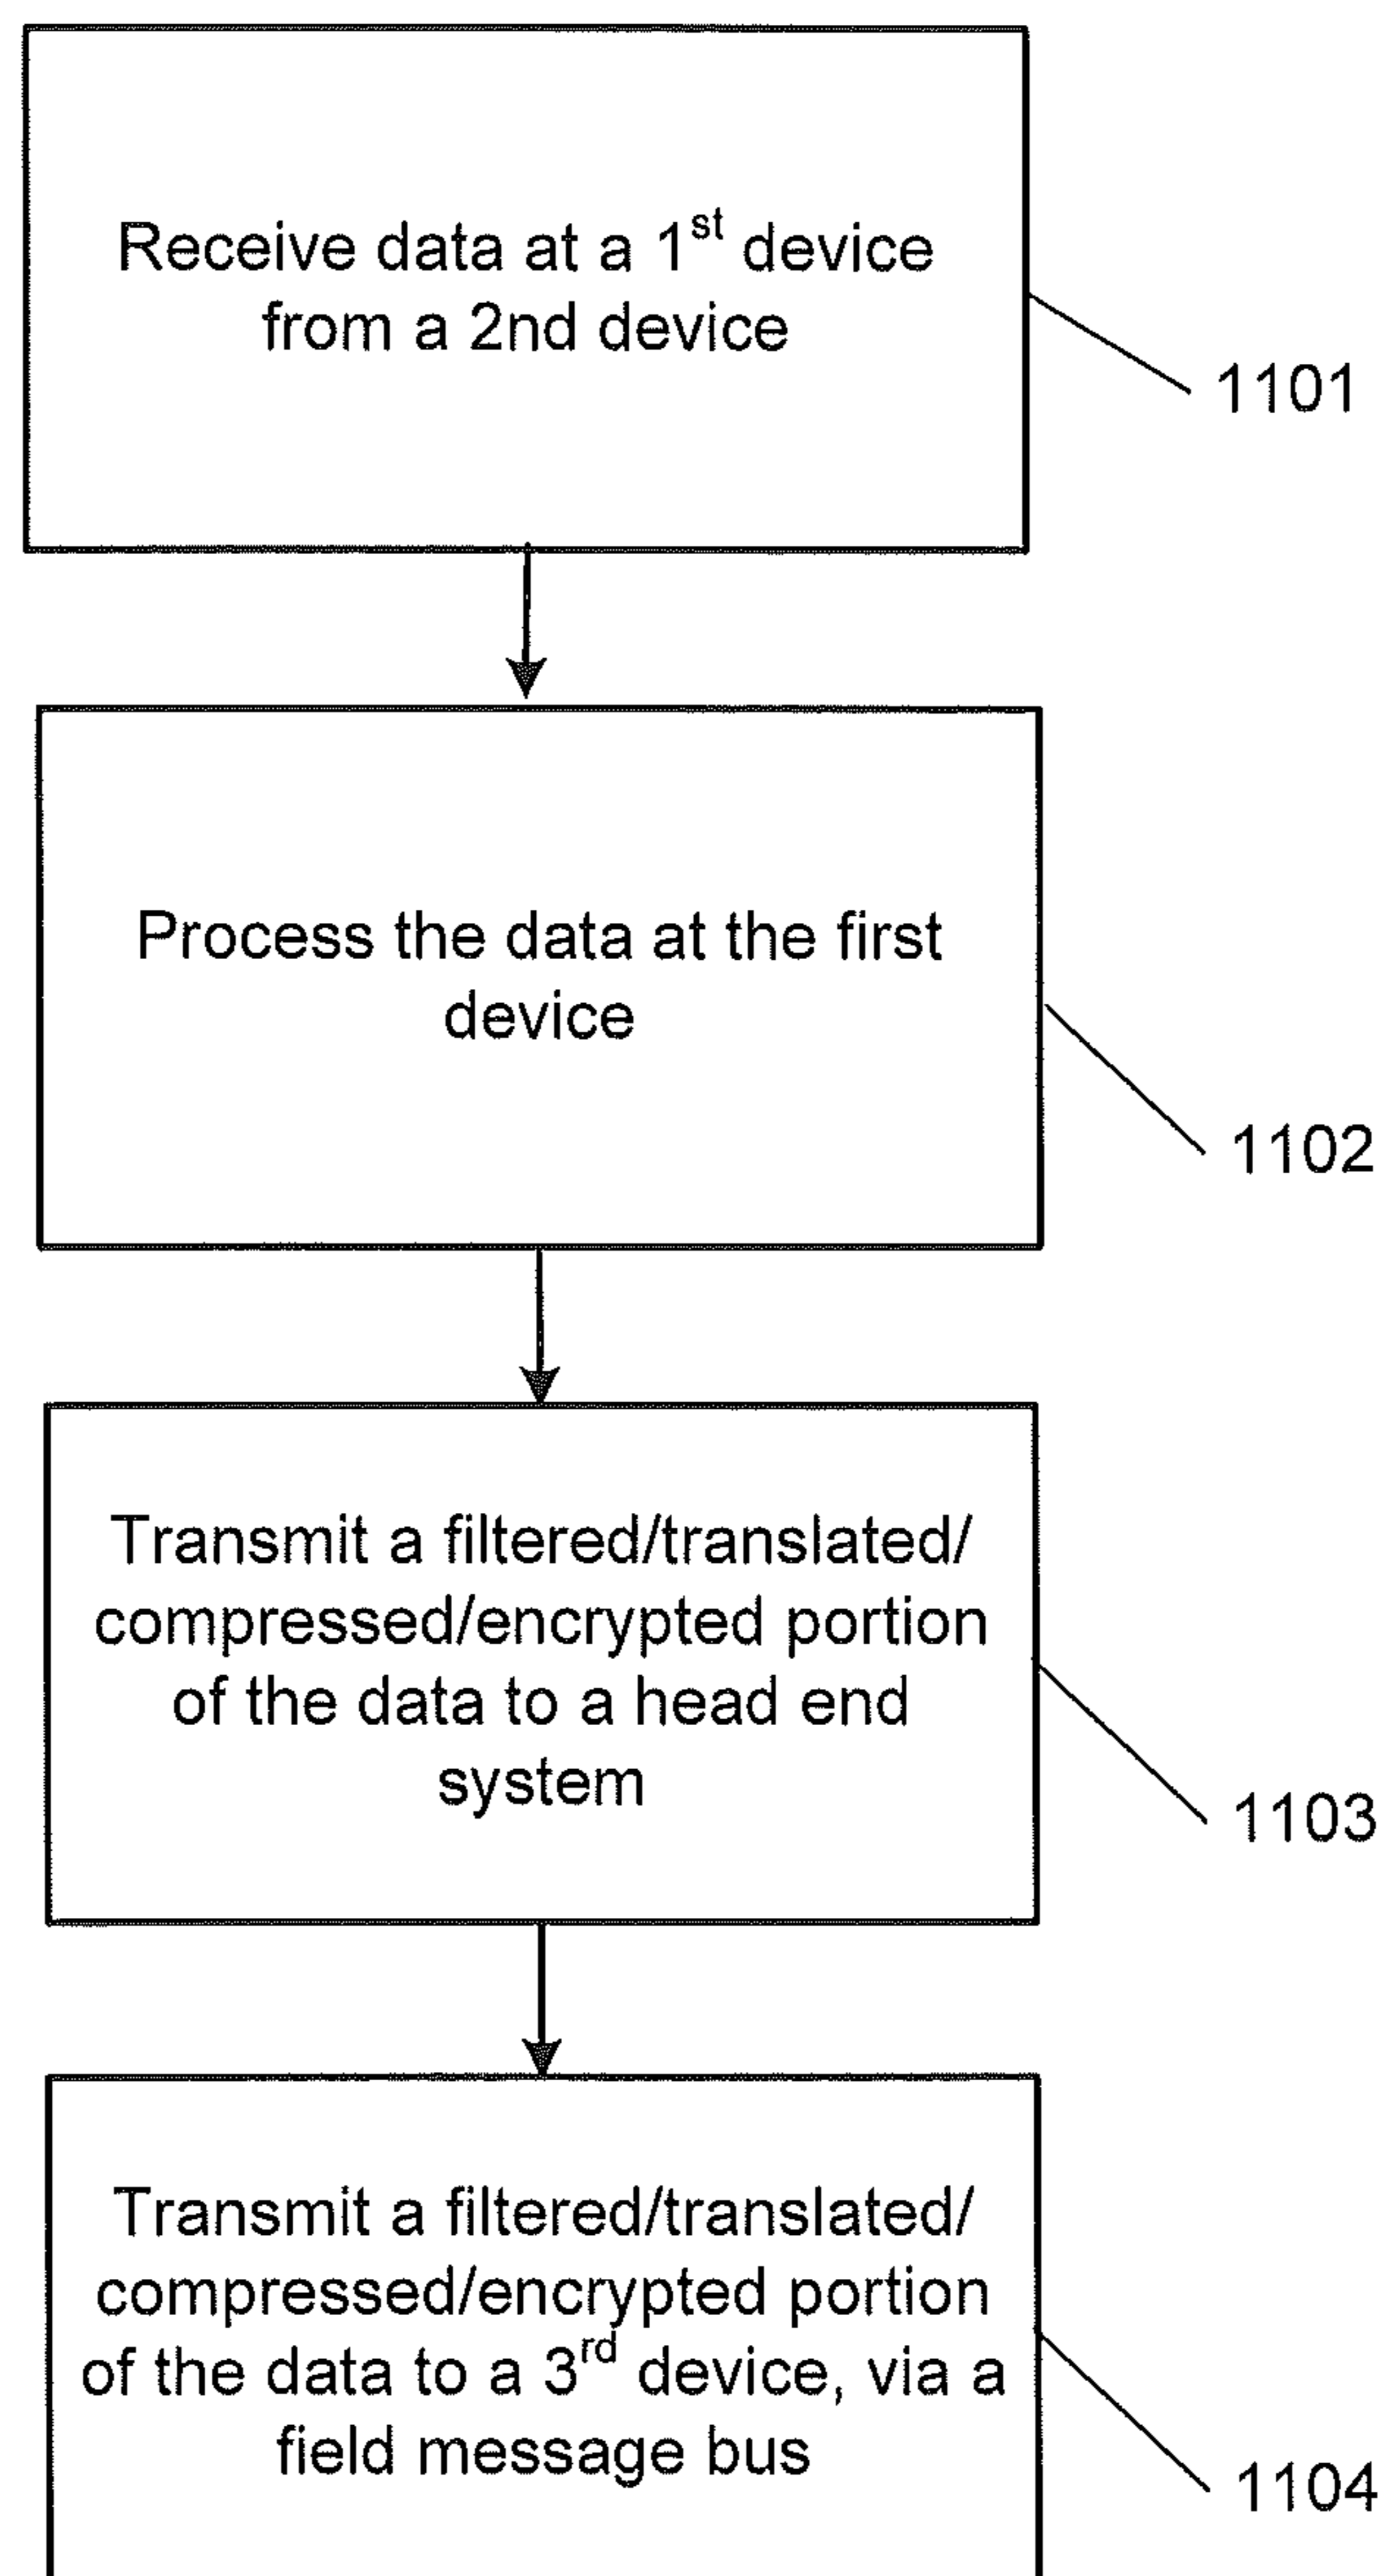 Receive data at a 1st device
from a 2nd device
1101
Process the data at the first
device
1102
Transmit a filtered/translated/
compressed/encrypted portion
of the data to a head end
system
1103
Transmit a filtered/translated/
compressed/encrypted portion
of the data to a 3rd device, via a
field message bus
1104